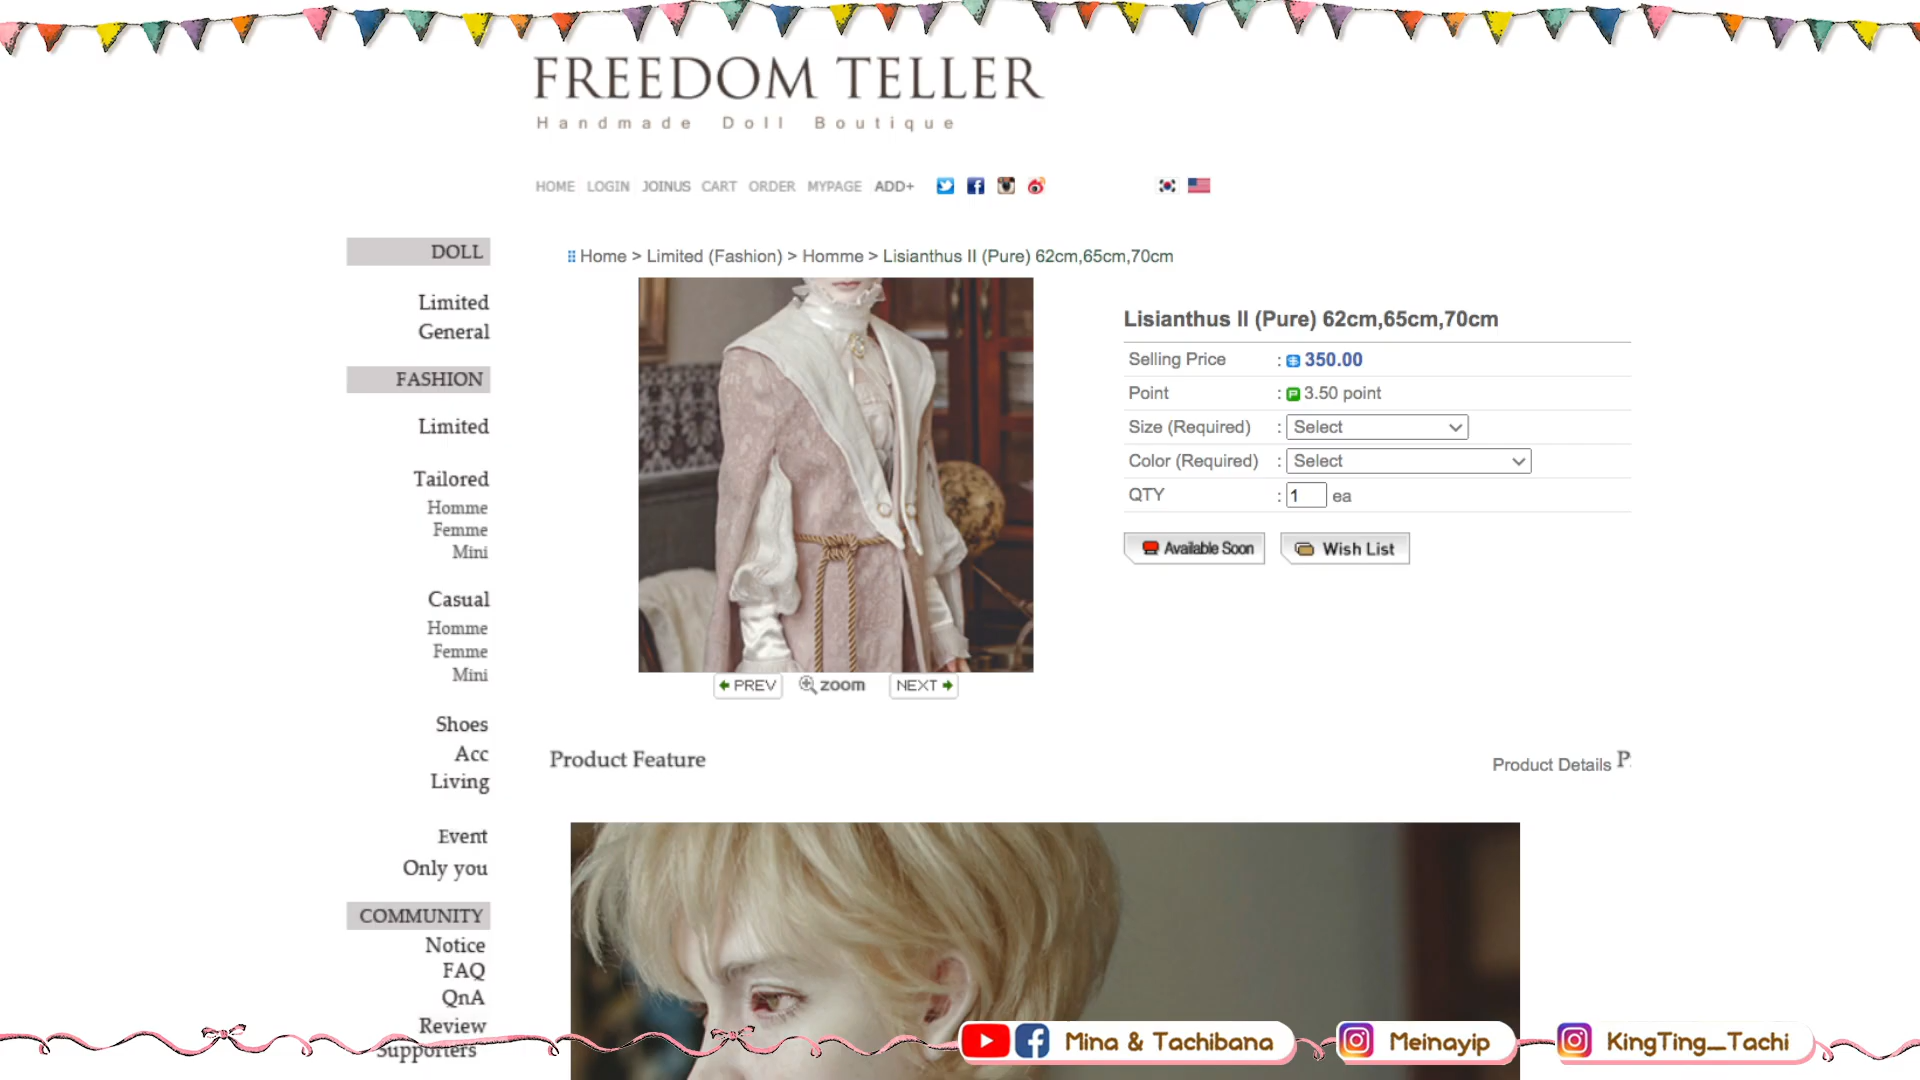 FREEDOM TELLER
Handmade Doll Boutique
HOME LOGIN JOINUS CART ORDER MYPAGE ADD+
DOLL
Limited
General
FASHION
Limited
Tailored
Homme
Femme
Mini
Casual
Homme
Femme
Mini
Shoes
Acc
Living
Event
Only you
COMMUNITY
Notice
FAQ
QnA
Review
Supporters
Home > Limited (Fashion) > Homme > Lisianthus II (Pure) 62cm,65cm,70cm
Lisianthus II (Pure) 62cm,65cm,70cm
Selling Price : 350.00
Point : 3.50 point
Size (Required) : Select
Color (Required) : Select
QTY : 1 ea
Available Soon Wish List
PREV zoom NEXT
Product Feature
Product Details P
Mina & Tachibana
Meinayip
KingTing_Tachi